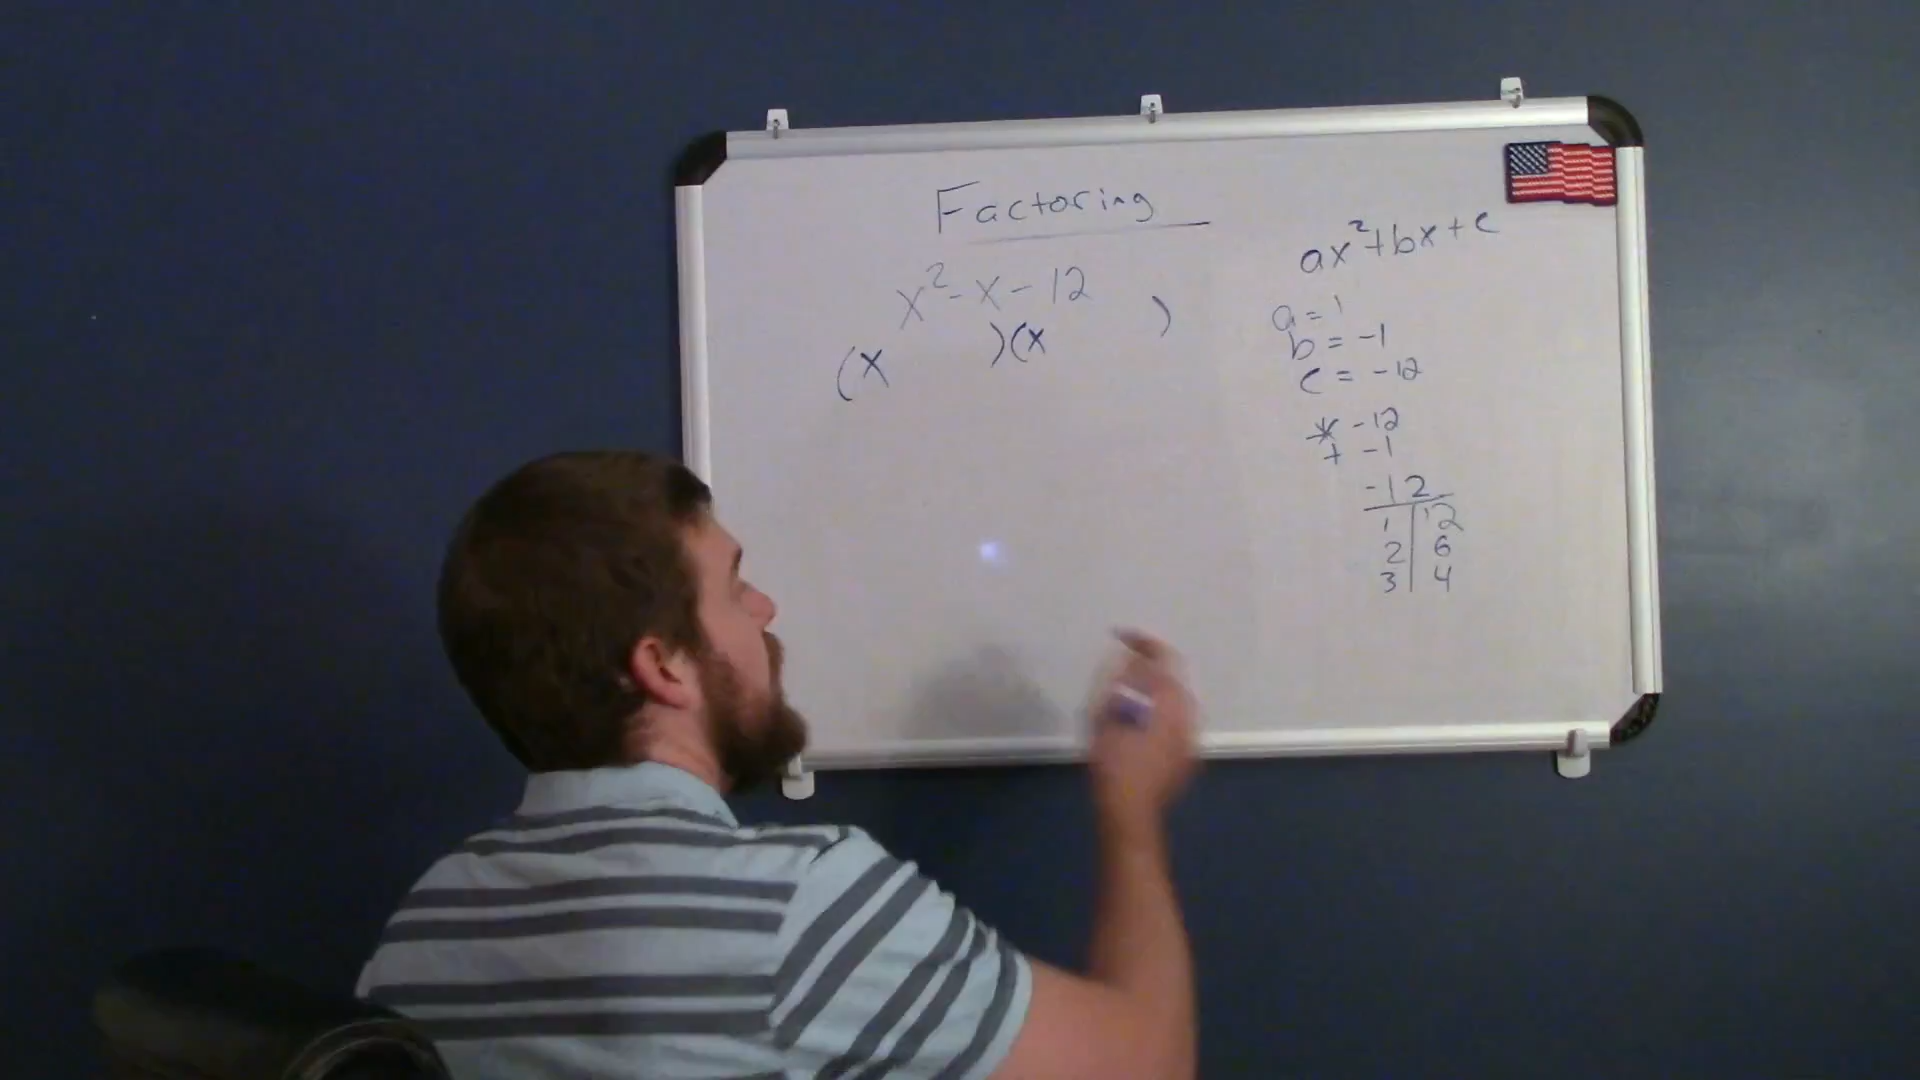 Factoring
x²-x-12
(x )(x )
ax²+bx+c
a=1
b=-1
c=-12
* -12
+ -1
-12
1 | 12
2 | 6
3 | 4